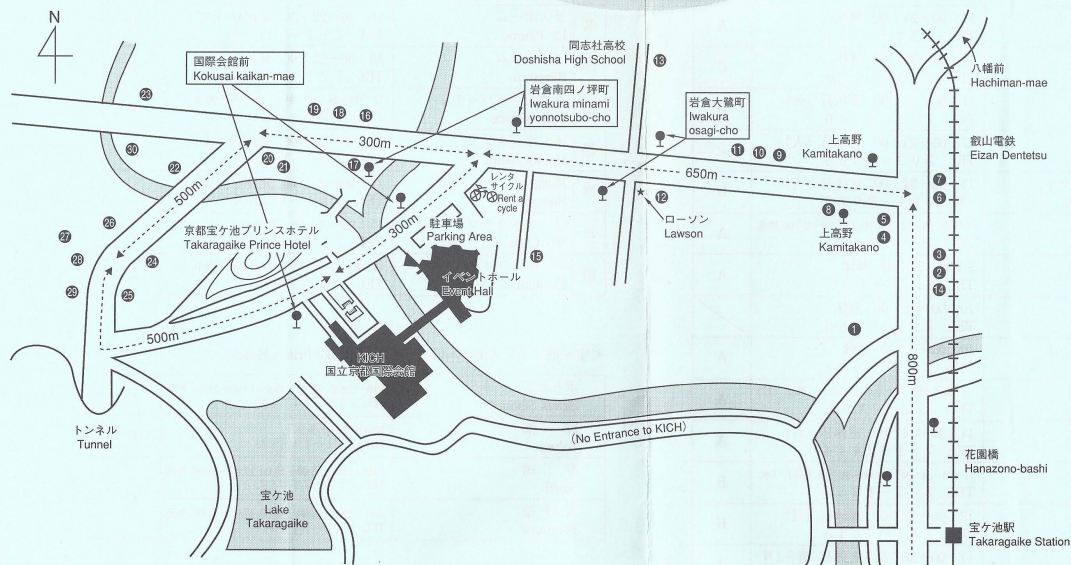 N
国際会館前
Kokusai kaikan-mae
同志社高校
Doshisha High School
岩倉南四ノ坪町
Iwakura minami
yonnotsubo-cho
岩倉大鷺町
Iwakura
osagi-cho
八幡前
Hachiman-mae
叡山電鉄
Eizan Dentetsu
上高野
Kamitakano
23
19
18
16
13
30
22
20
21
17
300m
11
10
9
650m
7
6
500m
レンタ
サイクル
Rent a
cycle
12
ローソン
Lawson
8
上高野
Kamitakano
5
4
26
27
28
24
29
25
京都宝ケ池プリンスホテル
Takaragaike Prince Hotel
300m
駐車場
Parking Area
イベントホール
Event Hall
15
3
2
14
1
500m
KICH
国立京都国際会館
800m
トンネル
Tunnel
(No Entrance to KICH)
宝ケ池
Lake
Takaragaike
花園橋
Hanazono-bashi
宝ケ池駅
Takaragaike Station